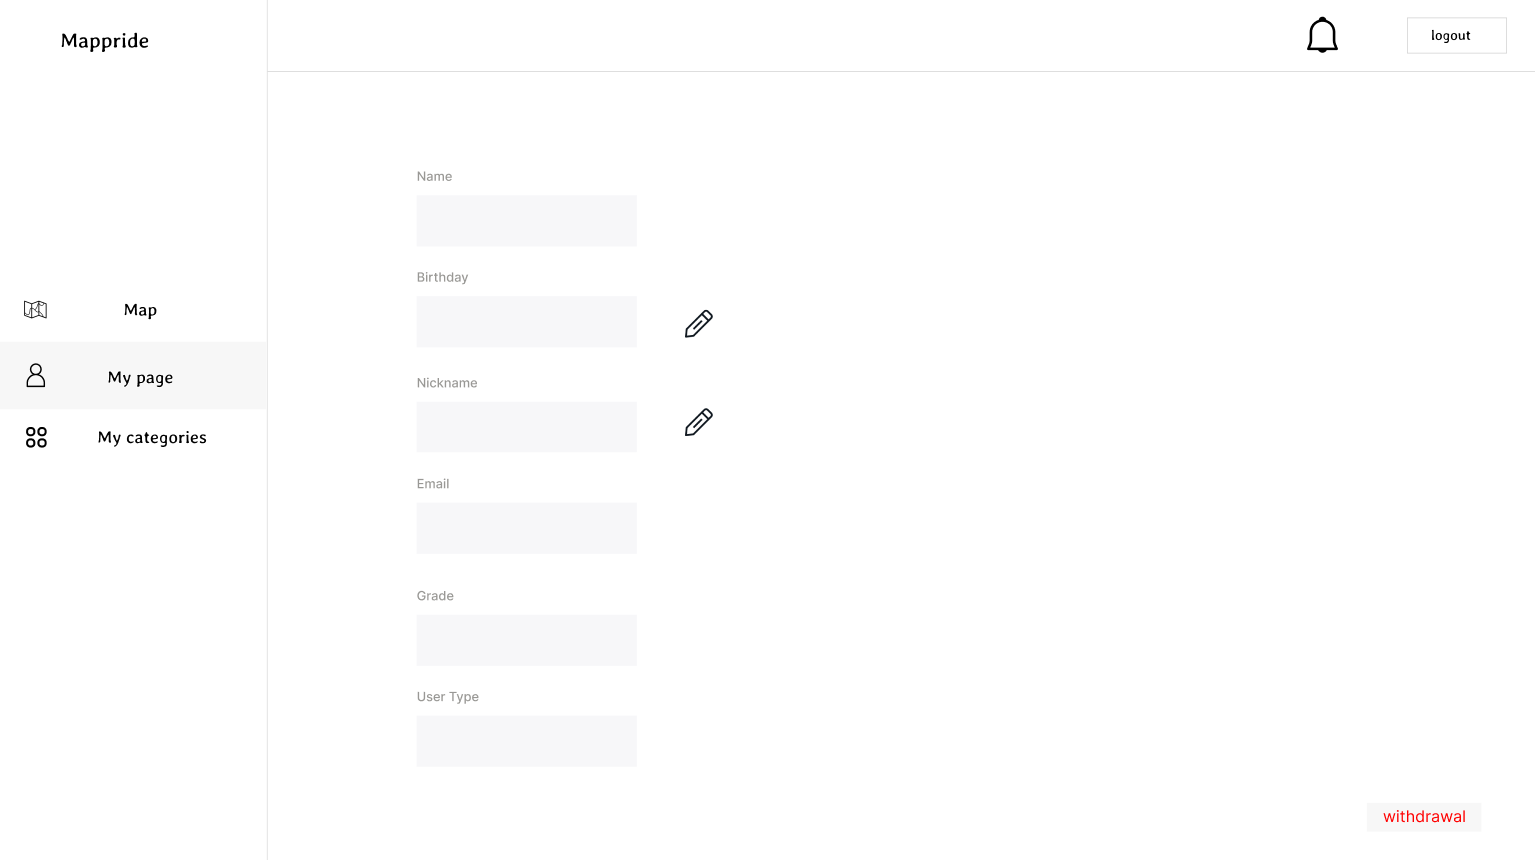 Mappride
logout
Map
My page
My categories
Name
Birthday
Nickname
Email
Grade
User Type
withdrawal